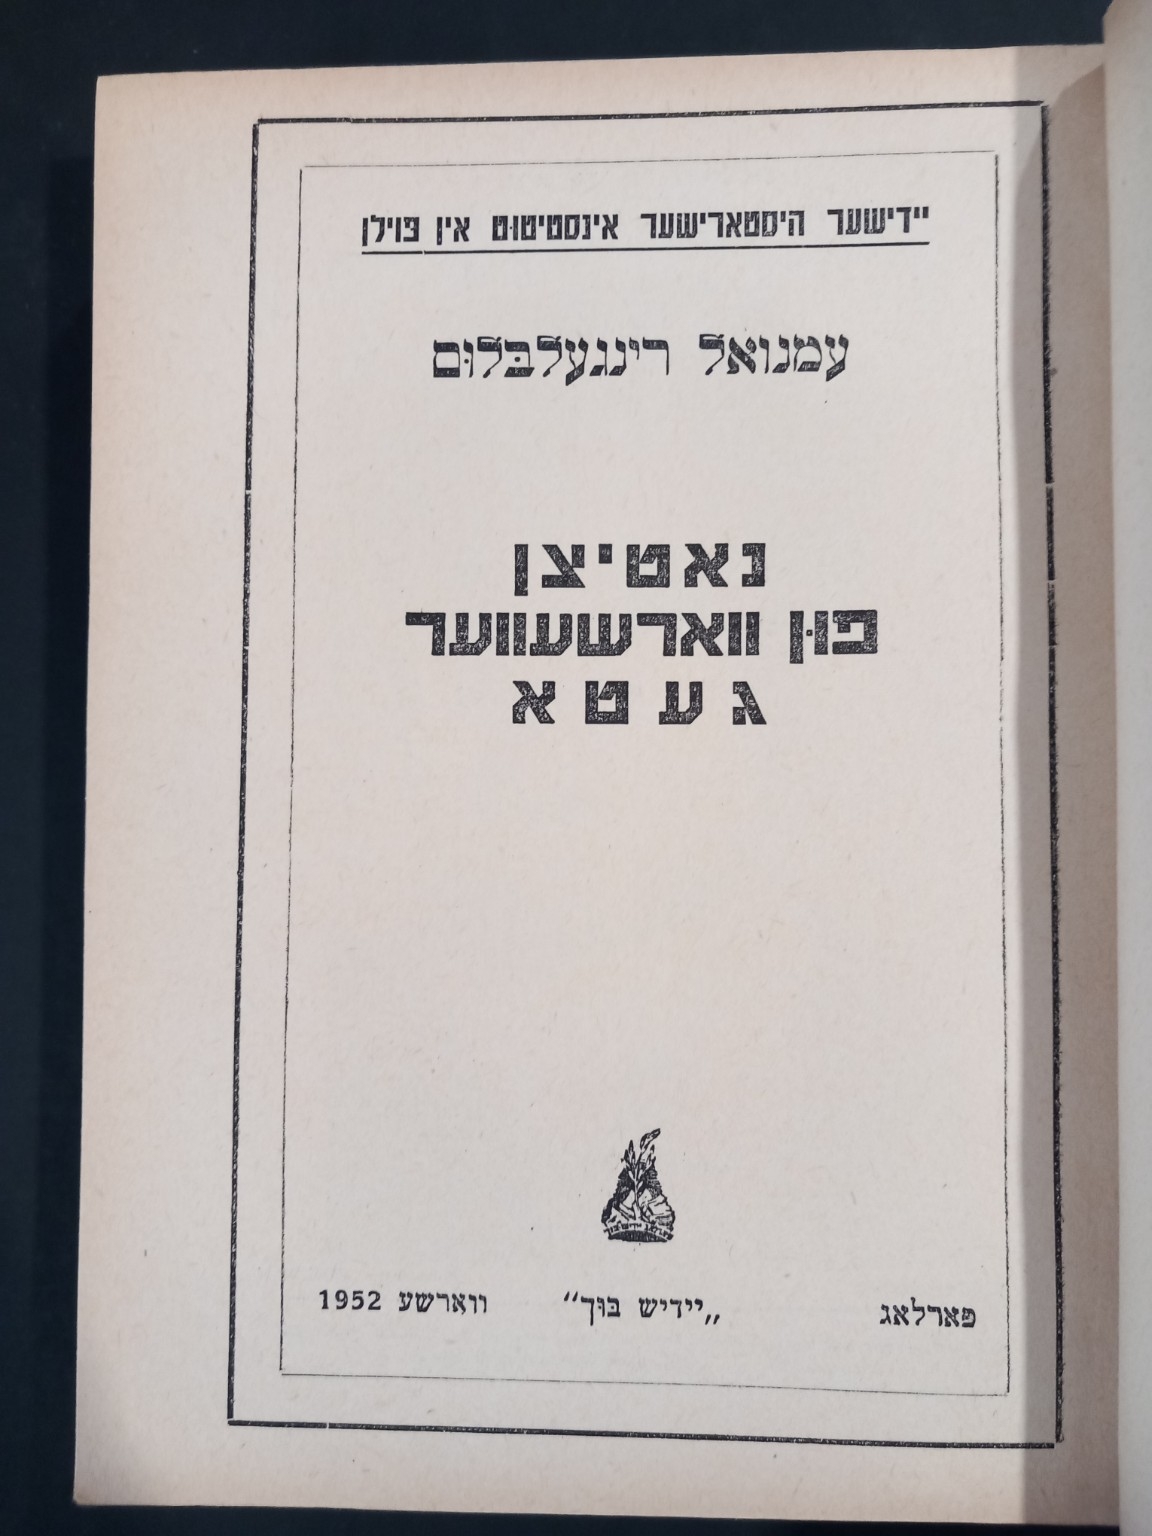 יידישער היסטארישער אינסטיטוט אין פוילן
עמנואל רינגעלבלום
נאטיצן
פון ווארשעווער
געטא
פארלאג „יידיש בוך“ ווארשע 1952